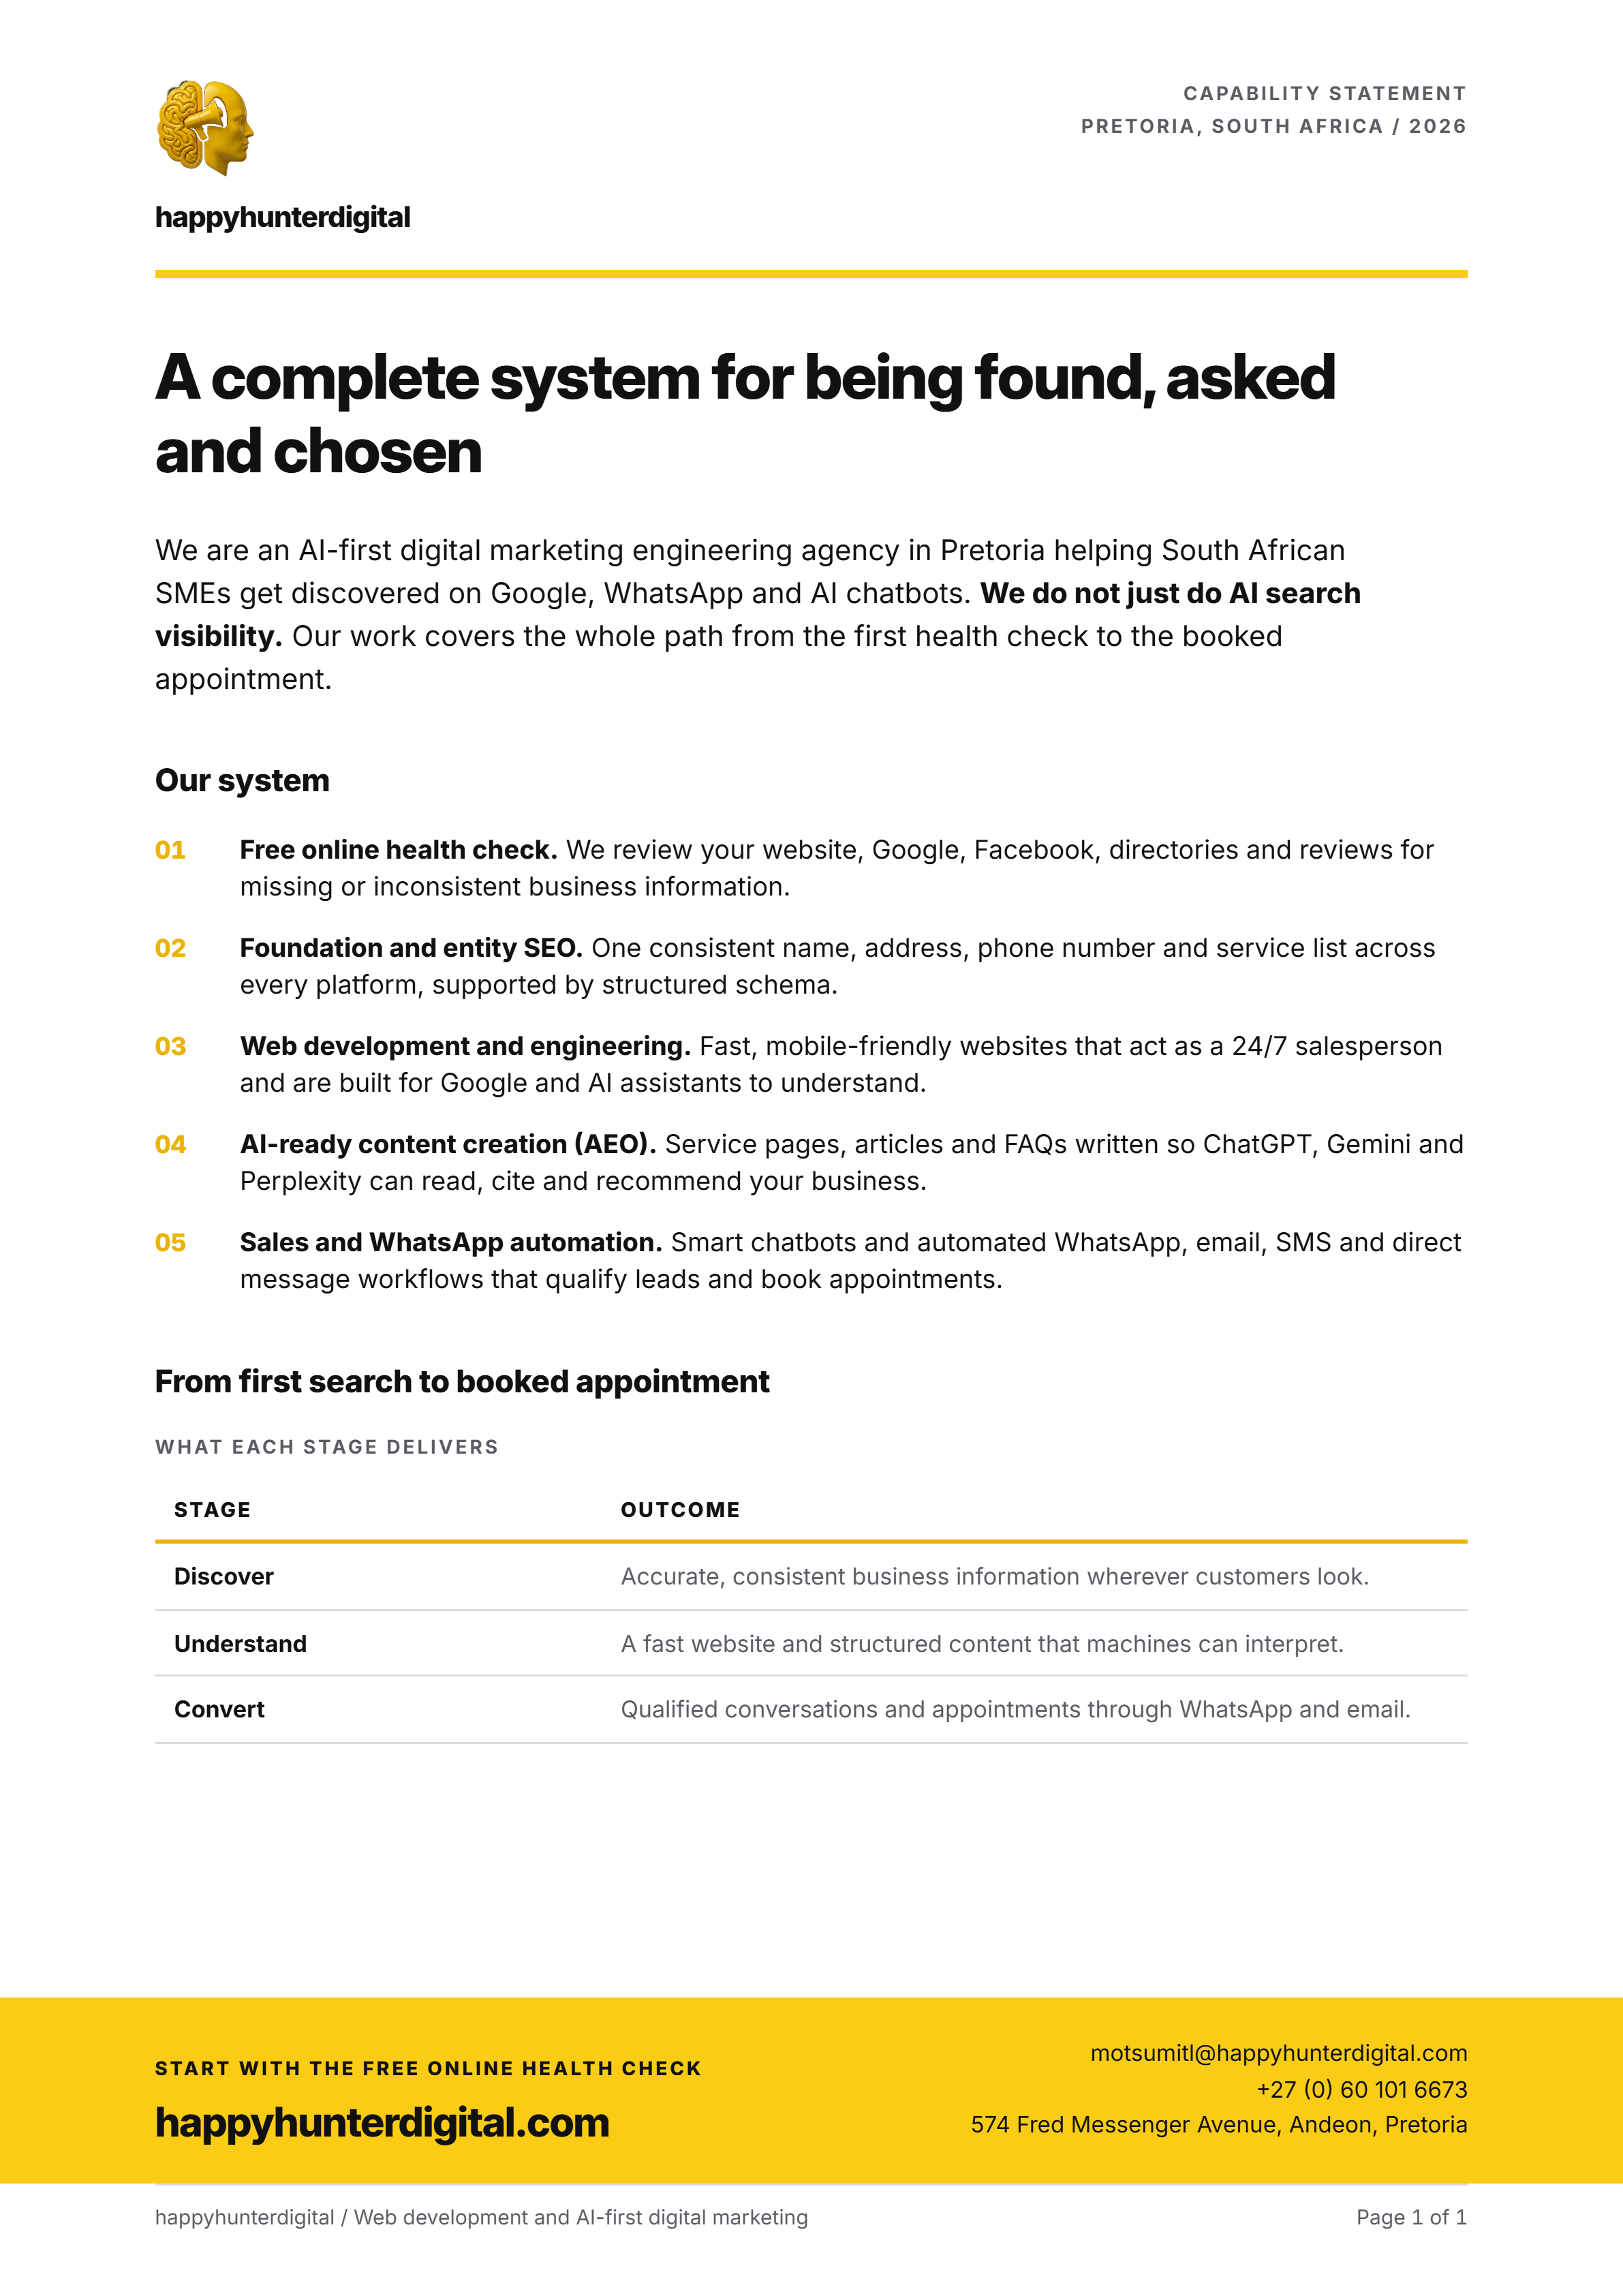 CAPABILITY STATEMENT
PRETORIA, SOUTH AFRICA / 2026
happyhunterdigital
A complete system for being found, asked
and chosen
We are an AI-first digital marketing engineering agency in Pretoria helping South African
SMEs get discovered on Google, WhatsApp and AI chatbots. We do not just do AI search
visibility. Our work covers the whole path from the first health check to the booked
appointment.
Our system
01 Free online health check. We review your website, Google, Facebook, directories and reviews for
missing or inconsistent business information.
02 Foundation and entity SEO. One consistent name, address, phone number and service list across
every platform, supported by structured schema.
03 Web development and engineering. Fast, mobile-friendly websites that act as a 24/7 salesperson
and are built for Google and AI assistants to understand.
04 AI-ready content creation (AEO). Service pages, articles and FAQs written so ChatGPT, Gemini and
Perplexity can read, cite and recommend your business.
05 Sales and WhatsApp automation. Smart chatbots and automated WhatsApp, email, SMS and direct
message workflows that qualify leads and book appointments.
From first search to booked appointment
WHAT EACH STAGE DELIVERS
STAGE OUTCOME
Discover Accurate, consistent business information wherever customers look.
Understand A fast website and structured content that machines can interpret.
Convert Qualified conversations and appointments through WhatsApp and email.
START WITH THE FREE ONLINE HEALTH CHECK
happyhunterdigital.com
motsumitl@happyhunterdigital.com
+27 (0) 60 101 6673
574 Fred Messenger Avenue, Andeon, Pretoria
happyhunterdigital / Web development and AI-first digital marketing
Page 1 of 1